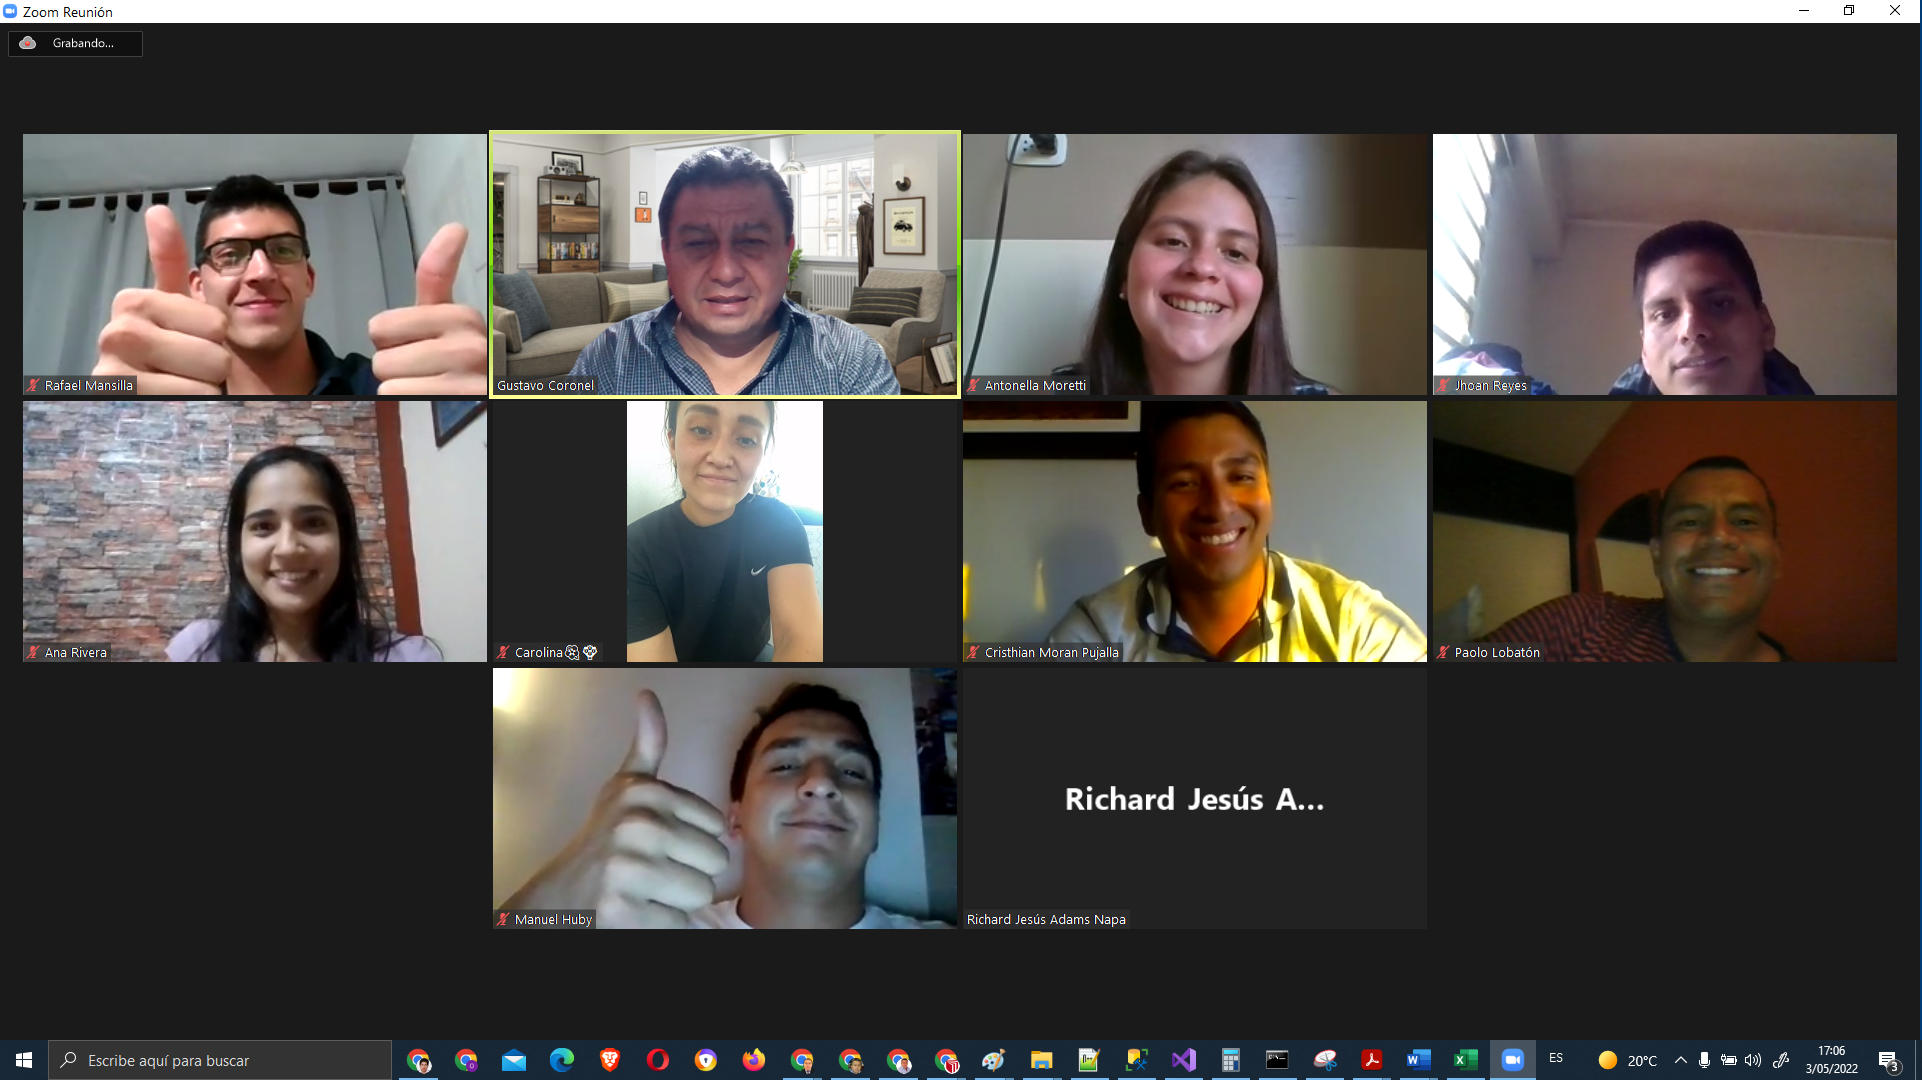 Zoom Reunión
Grabando...
Rafael Mansilla
Gustavo Coronel
Antonella Moretti
Jhoan Reyes
Ana Rivera
Carolina
Cristhian Moran Pujalla
Paolo Lobatón
Manuel Huby
Richard Jesús A...
Richard Jesús Adams Napa
Escribe aquí para buscar
ES
20°C
17:06
3/05/2022
3